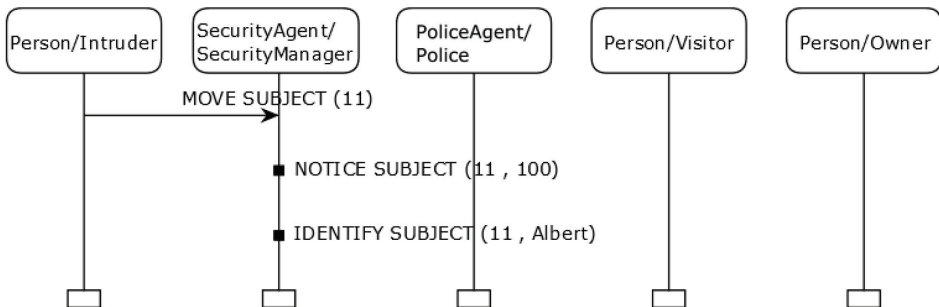 Person/Intruder
SecurityAgent/
SecurityManager
PoliceAgent/
Police
Person/Visitor
Person/Owner
MOVE SUBJECT (11)
NOTICE SUBJECT (11 , 100)
IDENTIFY SUBJECT (11 , Albert)